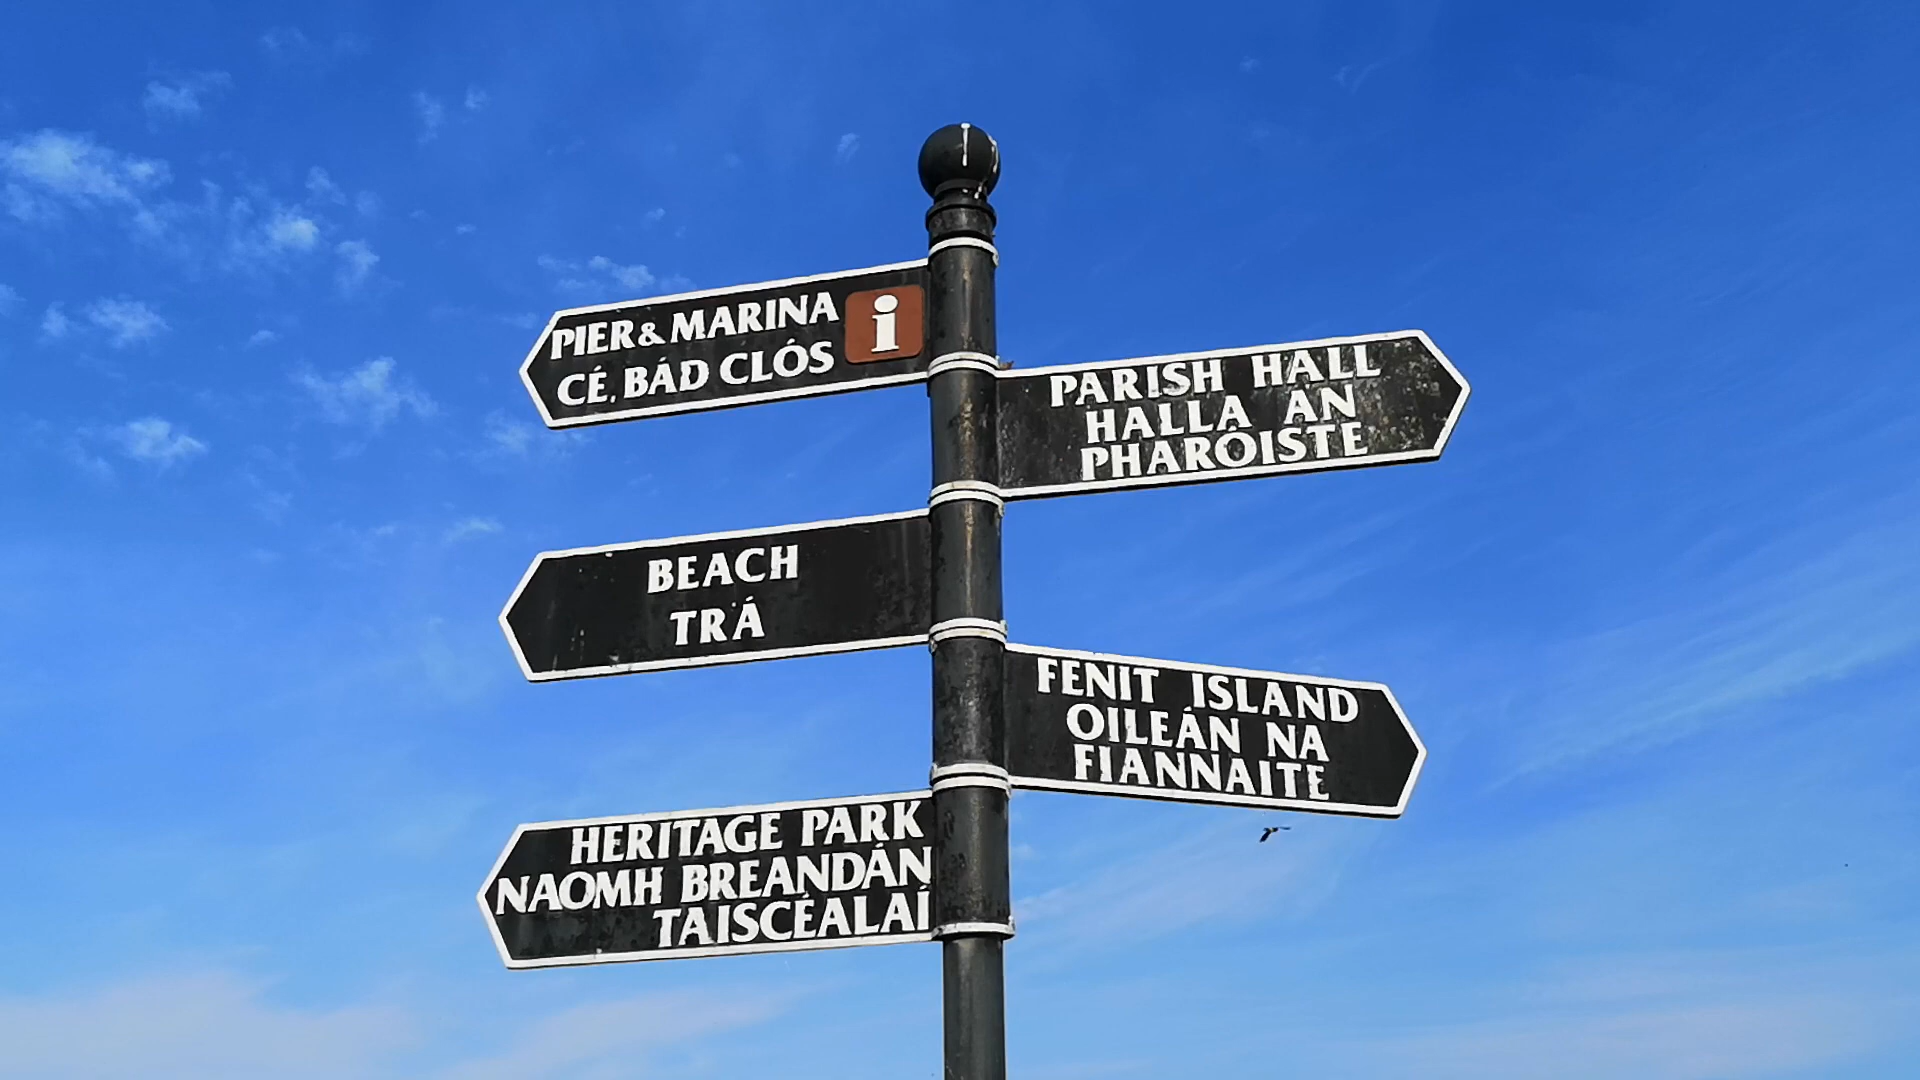 PIER & MARINA
CÉ, BÁD CLÓS
i
PARISH HALL
HALLA AN
PHARÓISTE
BEACH
TRÁ
FENIT ISLAND
OILEÁN NA
FIANNAITE
HERITAGE PARK
NAOMH BREANDÁN
TAISCÉALAÍ